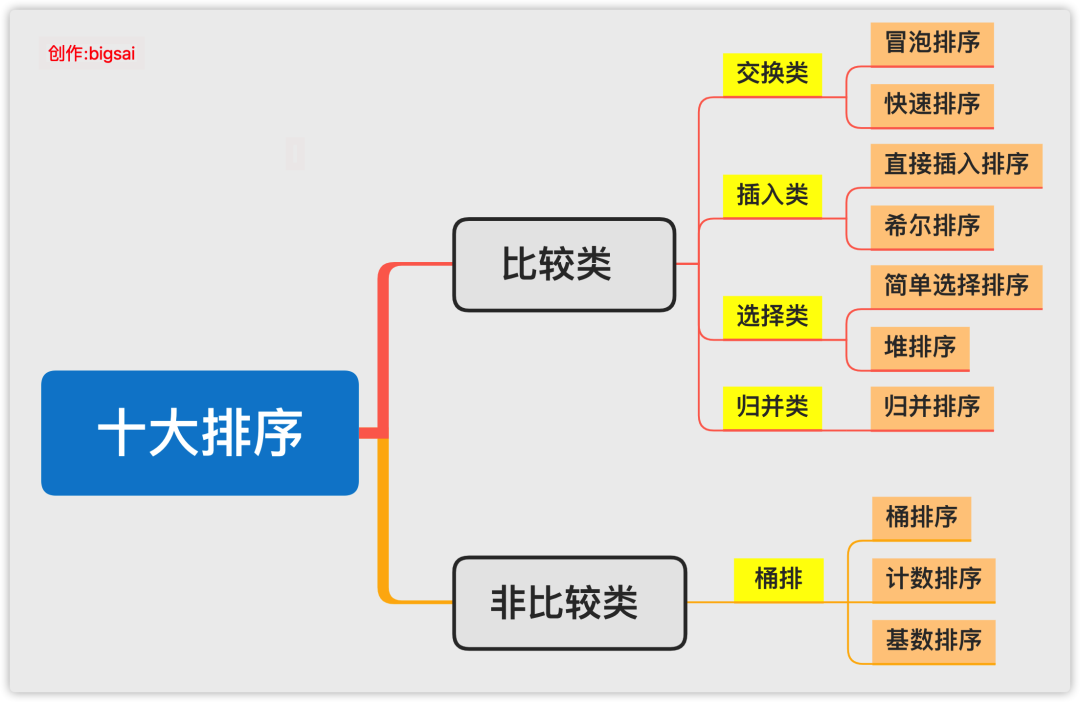 创作:bigsai
十大排序
比较类
交换类
冒泡排序
快速排序
插入类
直接插入排序
希尔排序
选择类
简单选择排序
堆排序
归并类
归并排序
非比较类
桶排
桶排序
计数排序
基数排序